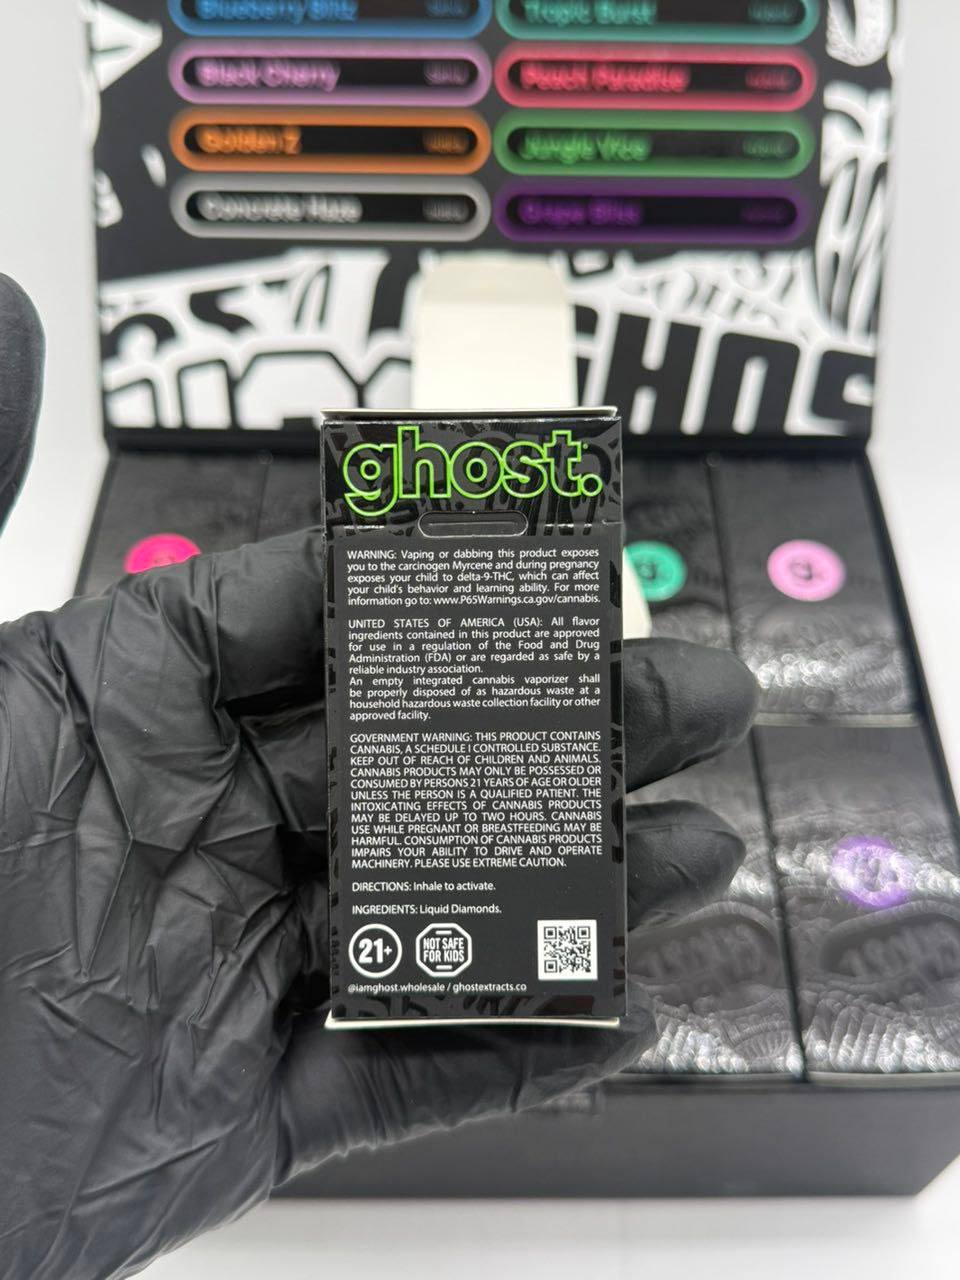 Blueberry Blitz
Tropic Burst
Black Cherry
Peach Paradise
Golden Z
Jungle Vice
Concrete Haze
Grape Bliss
GHOS
ghost.
WARNING: Vaping or dabbing this product exposes
you to the carcinogen Myrcene and during pregnancy
exposes your child to delta-9-THC, which can affect
your child's behavior and learning ability. For more
information go to: www.P65Warnings.ca.gov/cannabis.
UNITED STATES OF AMERICA (USA): All flavor
ingredients contained in this product are approved
for use in a regulation of the Food and Drug
Administration (FDA) or are regarded as safe by a
reliable industry association.
An empty integrated cannabis vaporizer shall
be properly disposed of as hazardous waste at a
household hazardous waste collection facility or other
approved facility.
GOVERNMENT WARNING: THIS PRODUCT CONTAINS
CANNABIS, A SCHEDULE I CONTROLLED SUBSTANCE.
KEEP OUT OF REACH OF CHILDREN AND ANIMALS.
CANNABIS PRODUCTS MAY ONLY BE POSSESSED OR
CONSUMED BY PERSONS 21 YEARS OF AGE OR OLDER
UNLESS THE PERSON IS A QUALIFIED PATIENT. THE
INTOXICATING EFFECTS OF CANNABIS PRODUCTS
MAY BE DELAYED UP TO TWO HOURS. CANNABIS
USE WHILE PREGNANT OR BREASTFEEDING MAY BE
HARMFUL. CONSUMPTION OF CANNABIS PRODUCTS
IMPAIRS YOUR ABILITY TO DRIVE AND OPERATE
MACHINERY. PLEASE USE EXTREME CAUTION.
DIRECTIONS: Inhale to activate.
INGREDIENTS: Liquid Diamonds.
21+
NOT SAFE
FOR KIDS
@iamghost.wholesale / ghostextracts.co